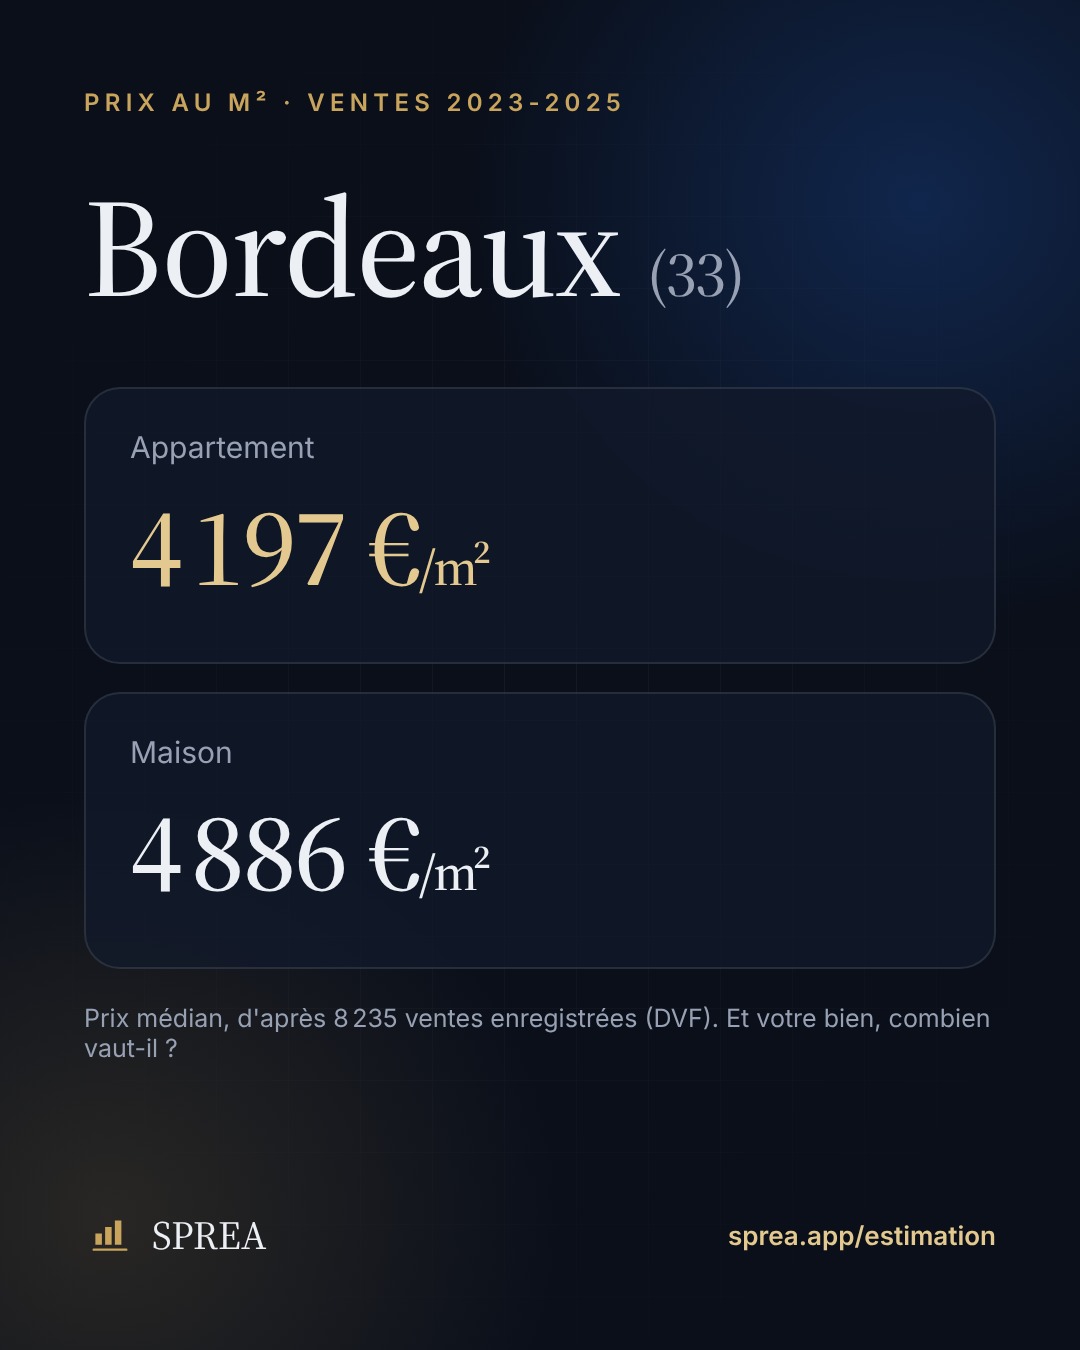 PRIX AU M² · VENTES 2023-2025
Bordeaux (33)
Appartement
4 197 €/m²
Maison
4 886 €/m²
Prix médian, d'après 8 235 ventes enregistrées (DVF). Et votre bien, combien
vaut-il ?
SPREA
sprea.app/estimation